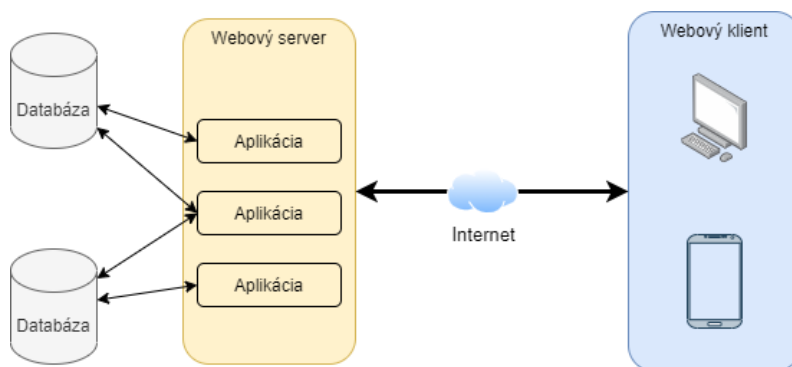 Webový server
Webový klient
Databáza
Aplikácia
Aplikácia
Internet
Aplikácia
Databáza